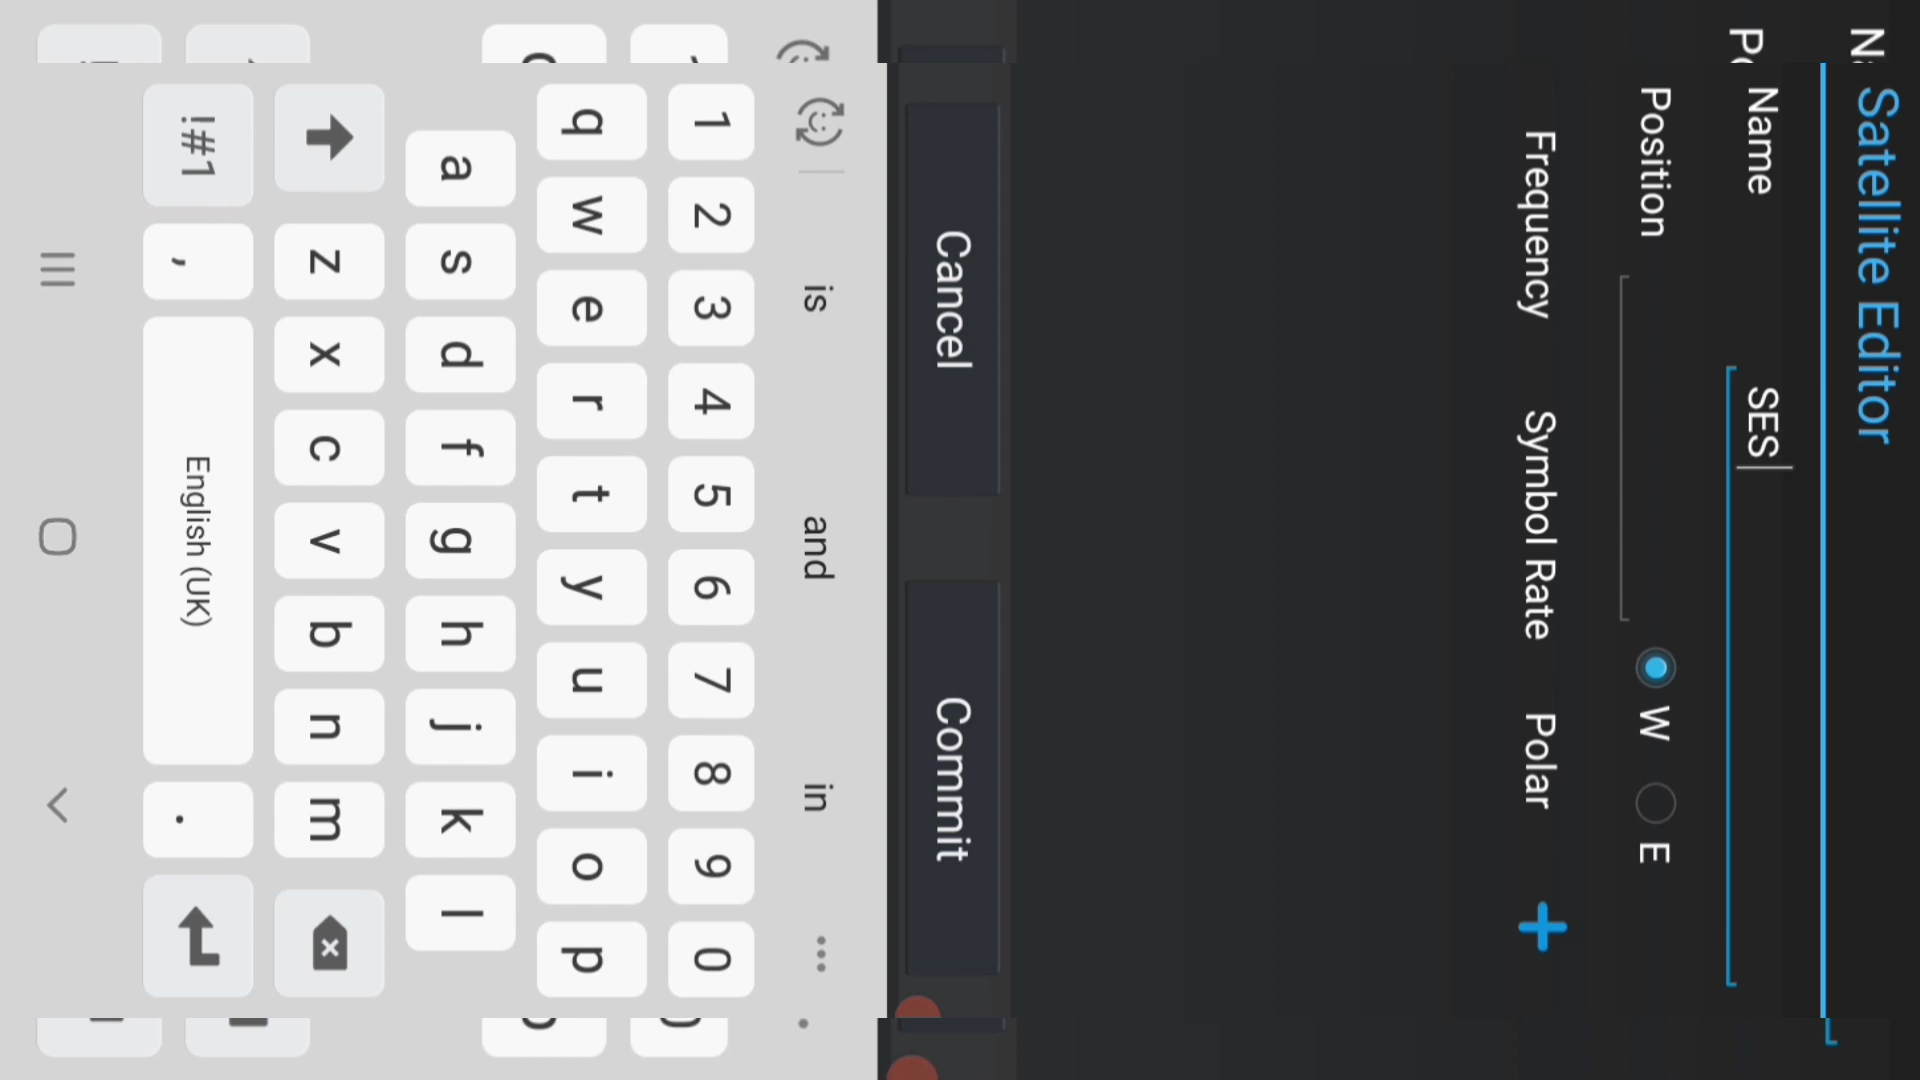 Satellite Editor
Name SES
Position W E
Frequency Symbol Rate Polar +
Cancel Commit
is and in ...
1 2 3 4 5 6 7 8 9 0
q w e r t y u i o p
a s d f g h j k l
z x c v b n m
!#1 , English (UK) .